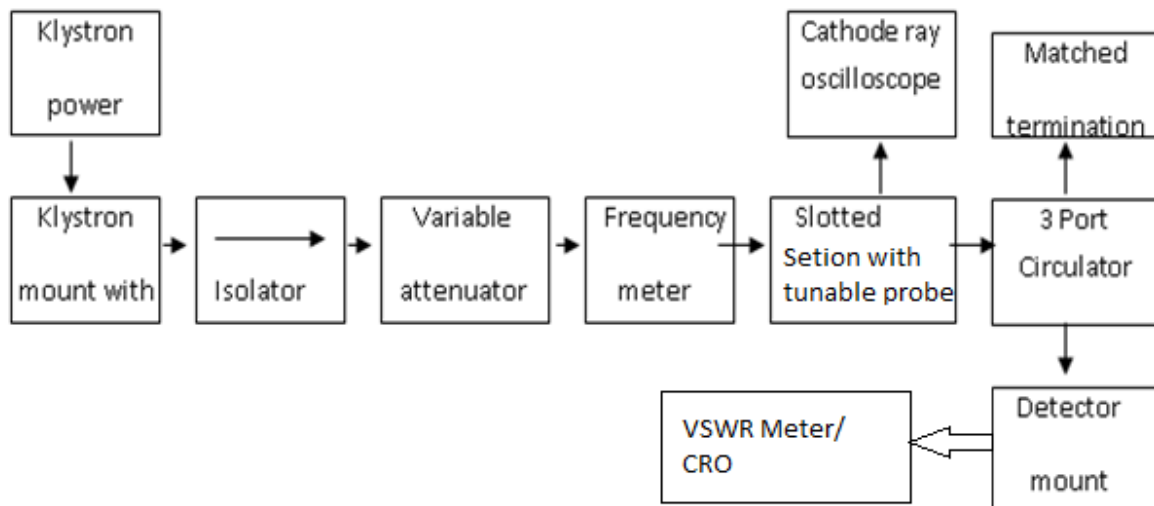 Klystron
power
Cathode ray
oscilloscope
Matched
termination
Klystron
mount with
Isolator
Variable
attenuator
Frequency
meter
Slotted
Setion with
tunable probe
3 Port
Circulator
VSWR Meter/
CRO
Detector
mount